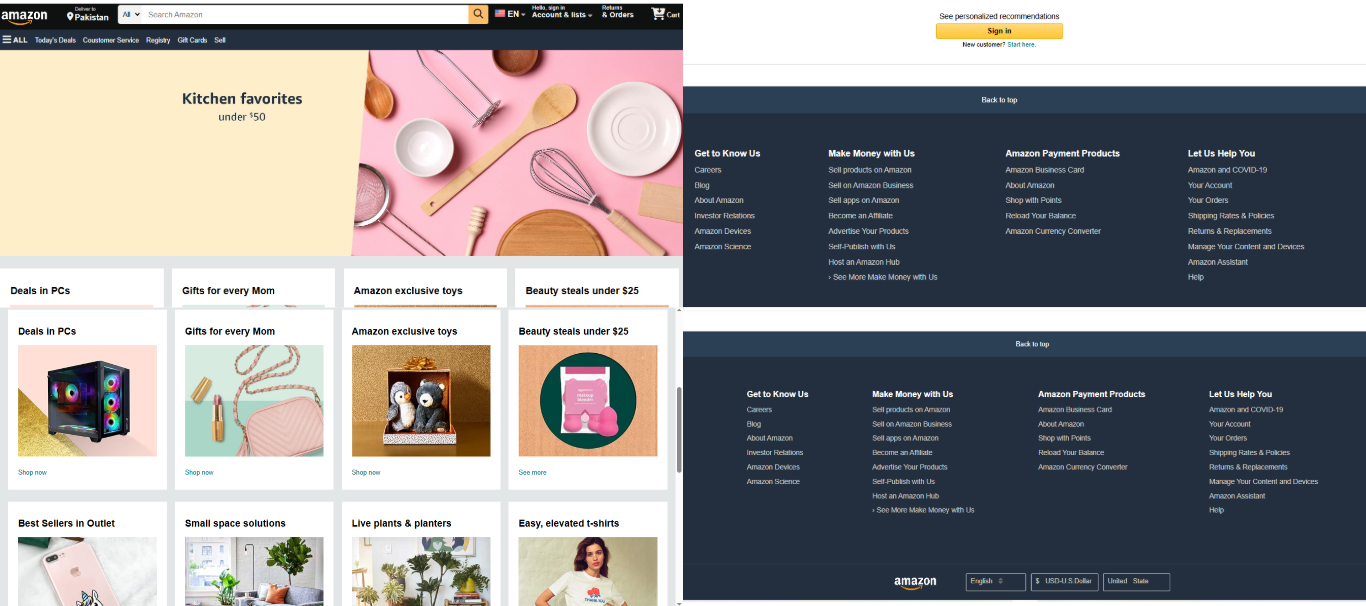 amazon
Deliver to
Pakistan
All
Search Amazon
EN
Hello, sign in
Account & lists
Returns
& Orders
Cart
ALL
Today's Deals
Coustomer Service
Registry
Gift Cards
Sell
Kitchen favorites
under $50
Deals in PCs
Gifts for every Mom
Amazon exclusive toys
Beauty steals under $25
Deals in PCs
Gifts for every Mom
Amazon exclusive toys
Beauty steals under $25
Shop now
Shop now
Shop now
See more
Best Sellers in Outlet
Small space solutions
Live plants & planters
Easy, elevated t-shirts
See personalized recommendations
Sign in
New customer? Start here.
Back to top
Get to Know Us
Careers
Blog
About Amazon
Investor Relations
Amazon Devices
Amazon Science
Make Money with Us
Sell products on Amazon
Sell on Amazon Business
Sell apps on Amazon
Become an Affiliate
Advertise Your Products
Self-Publish with Us
Host an Amazon Hub
› See More Make Money with Us
Amazon Payment Products
Amazon Business Card
About Amazon
Shop with Points
Reload Your Balance
Amazon Currency Converter
Let Us Help You
Amazon and COVID-19
Your Account
Your Orders
Shipping Rates & Policies
Returns & Replacements
Manage Your Content and Devices
Amazon Assistant
Help
Back to top
Get to Know Us
Careers
Blog
About Amazon
Investor Relations
Amazon Devices
Amazon Science
Make Money with Us
Sell products on Amazon
Sell on Amazon Business
Sell apps on Amazon
Become an Affiliate
Advertise Your Products
Self-Publish with Us
Host an Amazon Hub
› See More Make Money with Us
Amazon Payment Products
Amazon Business Card
About Amazon
Shop with Points
Reload Your Balance
Amazon Currency Converter
Let Us Help You
Amazon and COVID-19
Your Account
Your Orders
Shipping Rates & Policies
Returns & Replacements
Manage Your Content and Devices
Amazon Assistant
Help
amazon
English
$ USD-U.S.Dollar
United State